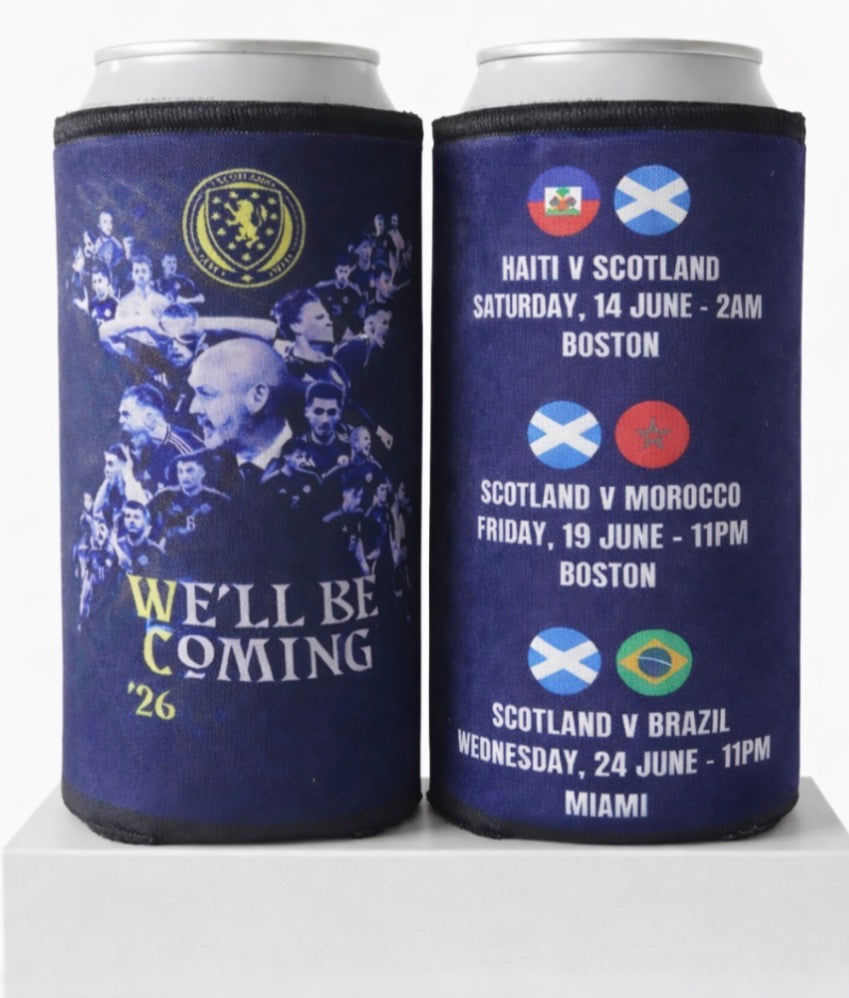 SCOTLAND
WE'LL BE
COMING
'26
HAITI V SCOTLAND
SATURDAY, 14 JUNE - 2AM
BOSTON
SCOTLAND V MOROCCO
FRIDAY, 19 JUNE - 11PM
BOSTON
SCOTLAND V BRAZIL
WEDNESDAY, 24 JUNE - 11PM
MIAMI